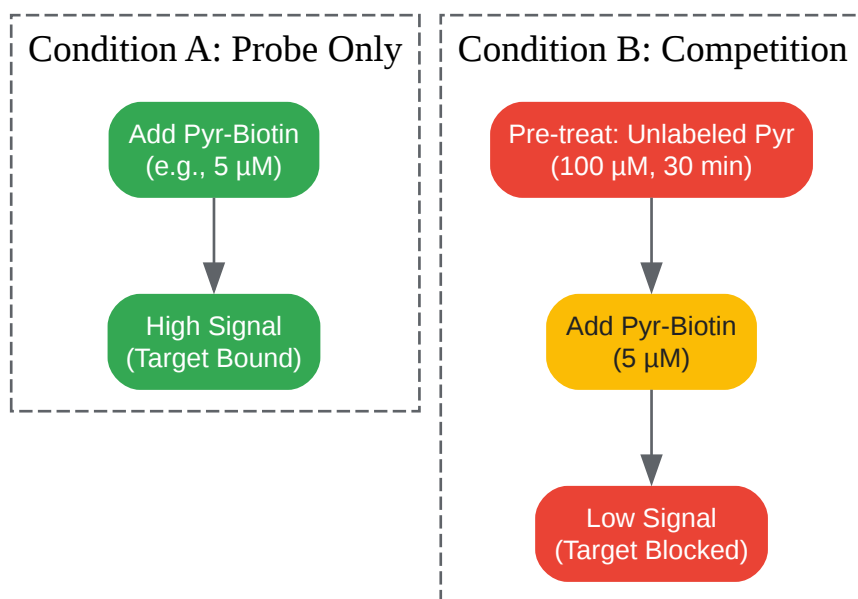 Condition A: Probe Only
Add Pyr-Biotin
(e.g., 5 µM)
High Signal
(Target Bound)
Condition B: Competition
Pre-treat: Unlabeled Pyr
(100 µM, 30 min)
Add Pyr-Biotin
(5 µM)
Low Signal
(Target Blocked)